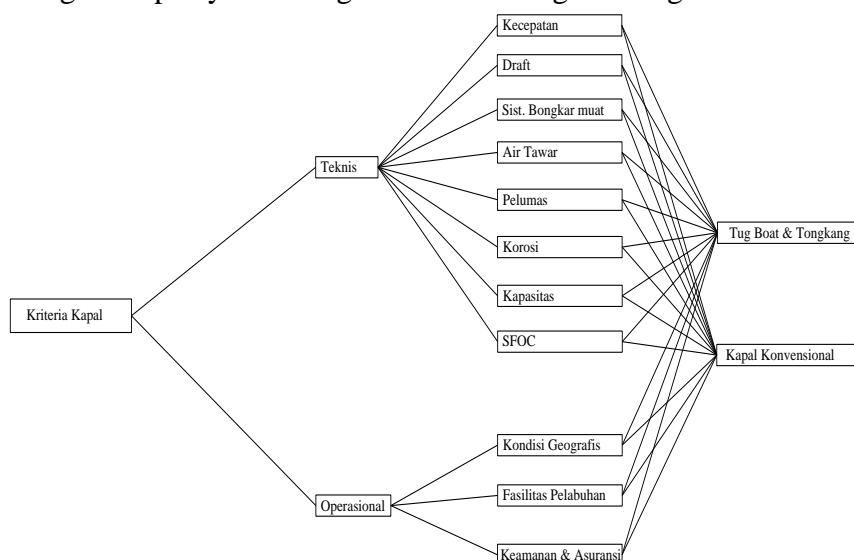 Kecepatan
Draft
Sist. Bongkar muat
Air Tawar
Teknis
Pelumas
Tug Boat & Tongkang
Korosi
Kapasitas
Kriteria Kapal
SFOC
Kapal Konvensional
Kondisi Geografis
Fasilitas Pelabuhan
Operasional
Keamanan & Asuransi